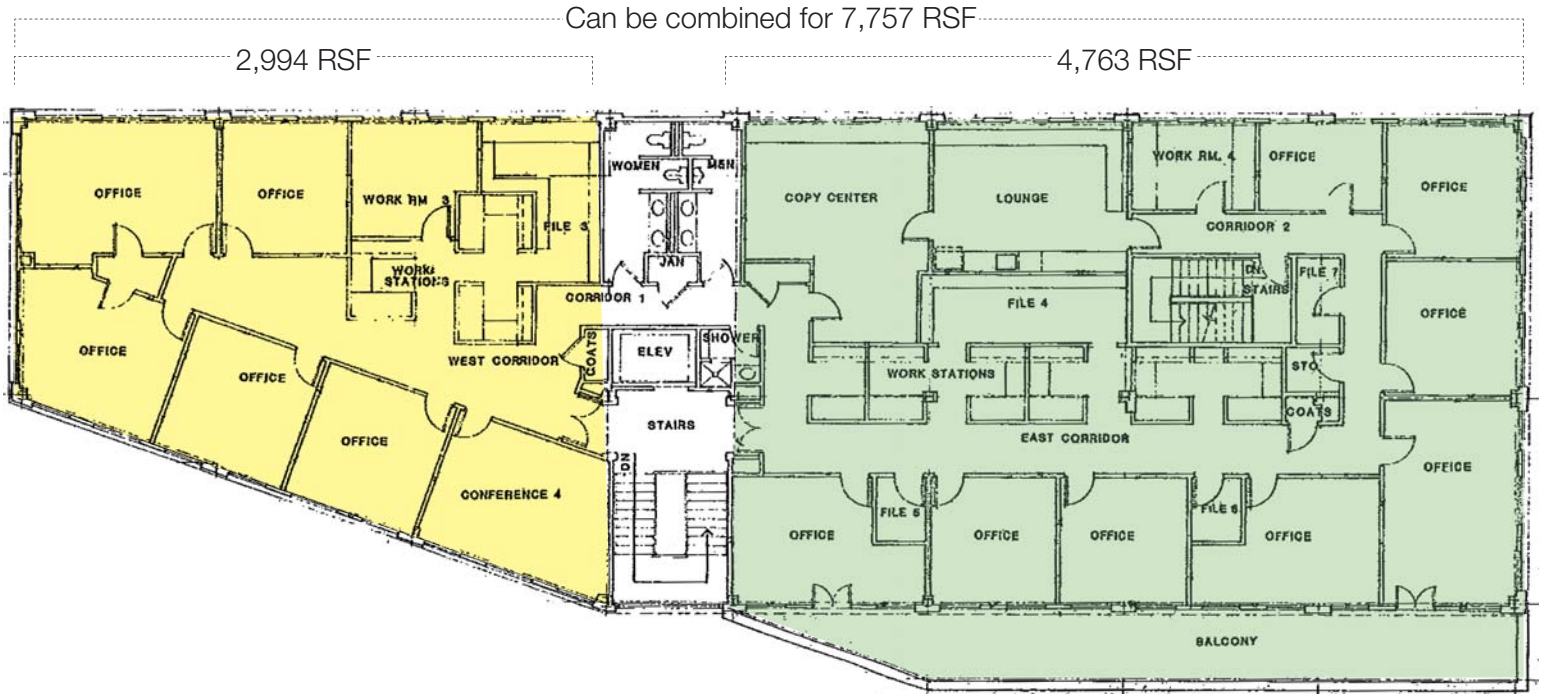 Can be combined for 7,757 RSF
2,994 RSF
4,763 RSF
OFFICE
OFFICE
WORK RM 3
FILE 3
WOMEN
MEN
COPY CENTER
LOUNGE
WORK RM. 4
OFFICE
OFFICE
CORRIDOR 2
JAN
WORK
STATIONS
CORRIDOR 1
FILE 4
DN
STAIRS
FILE 7
OFFICE
OFFICE
OFFICE
WEST CORRIDOR
COATS
ELEV
SHOWER
WORK STATIONS
STO
COATS
OFFICE
STAIRS
DN
EAST CORRIDOR
OFFICE
CONFERENCE 4
OFFICE
FILE 5
OFFICE
OFFICE
FILE 6
OFFICE
BALCONY